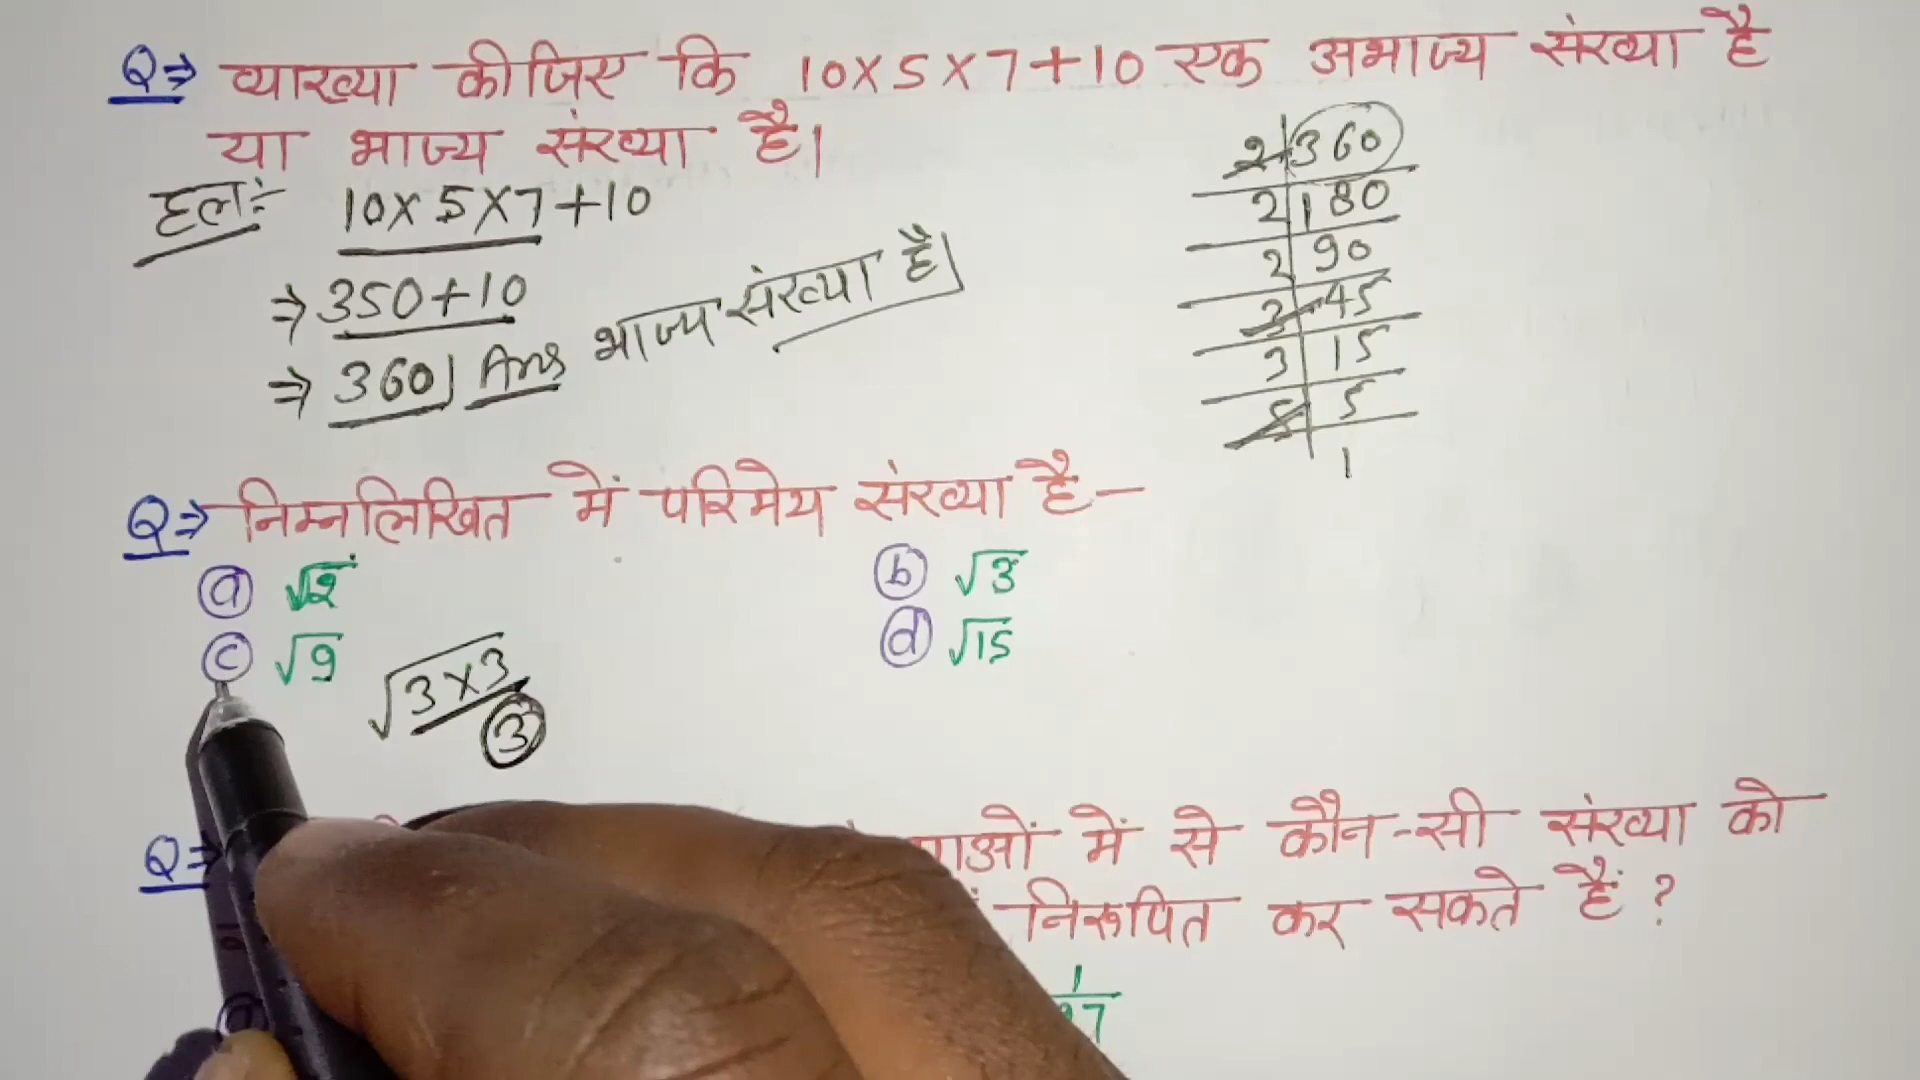 Q⇒ व्याख्या कीजिए कि 10×5×7+10 एक अभाज्य संख्या है
या भाज्य संख्या है।
हल:- 10×5×7+10
⇒ 350+10
⇒ 360 Ans भाज्य संख्या है।
2 360
2 180
2 90
3 45
3 15
5 5
1
Q⇒ निम्नलिखित में परिमेय संख्या है—
(a) √2 (b) √3
(c) √9 (d) √15
√3×3
3
Q⇒ में से कौन-सी संख्या को
निरूपित कर सकते हैं ?
1
7